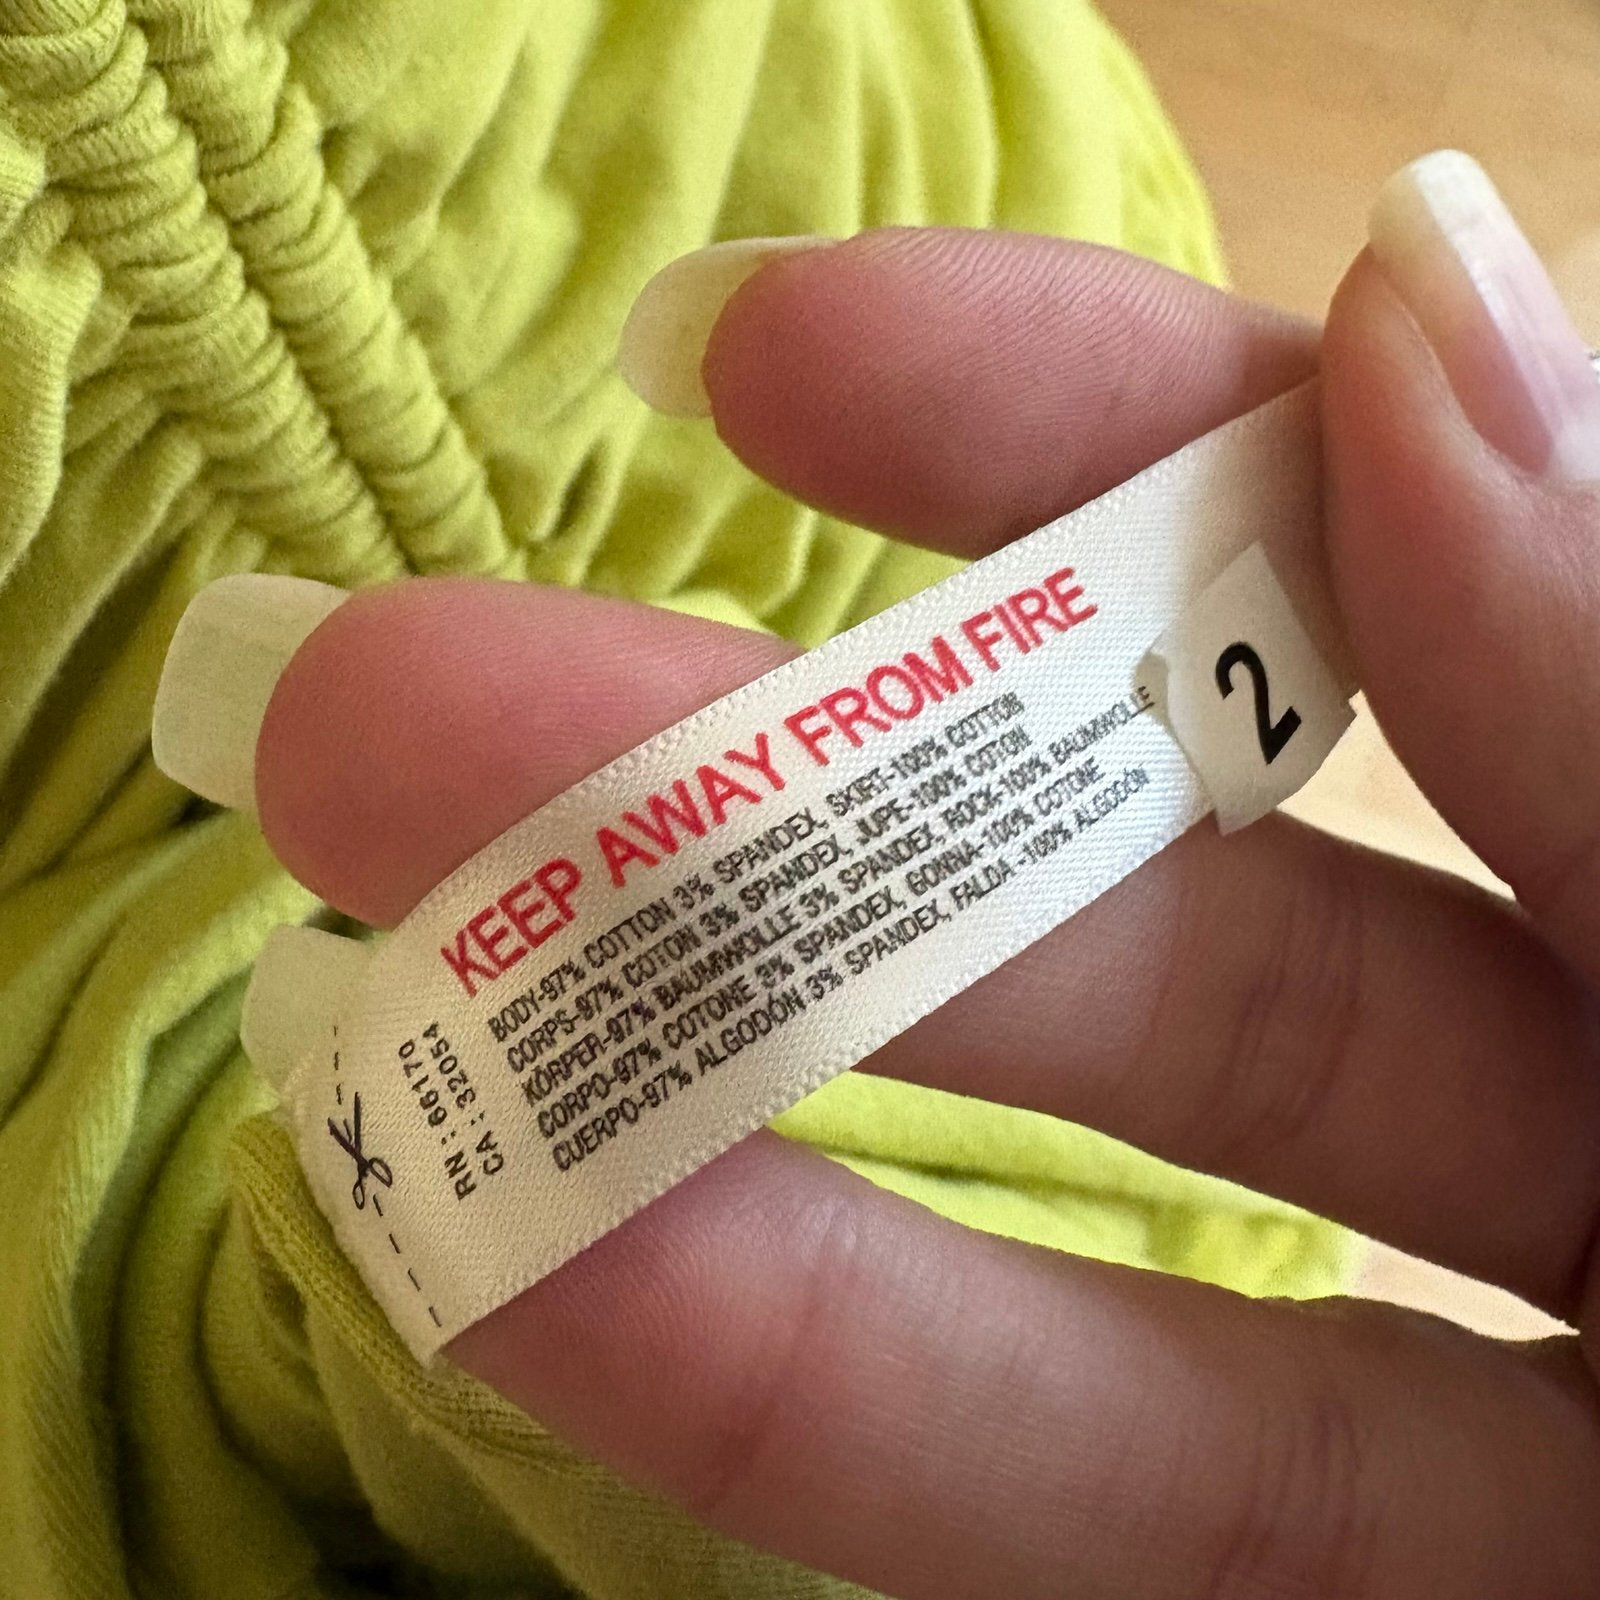 KEEP AWAY FROM FIRE
BODY-97% COTTON 3% SPANDEX, SKIRT-100% COTTON
CORPS-97% COTON 3% SPANDEX, JUPE-100% COTON
KÖRPER-97% BAUMWOLLE 3% SPANDEX, ROCK-100% BAUMWOLLE
CORPO-97% COTONE 3% SPANDEX, GONNA-100% COTONE
CUERPO-97% ALGODÓN 3% SPANDEX, FALDA-100% ALGODÓN
RN : 66170
CA : 32054
2